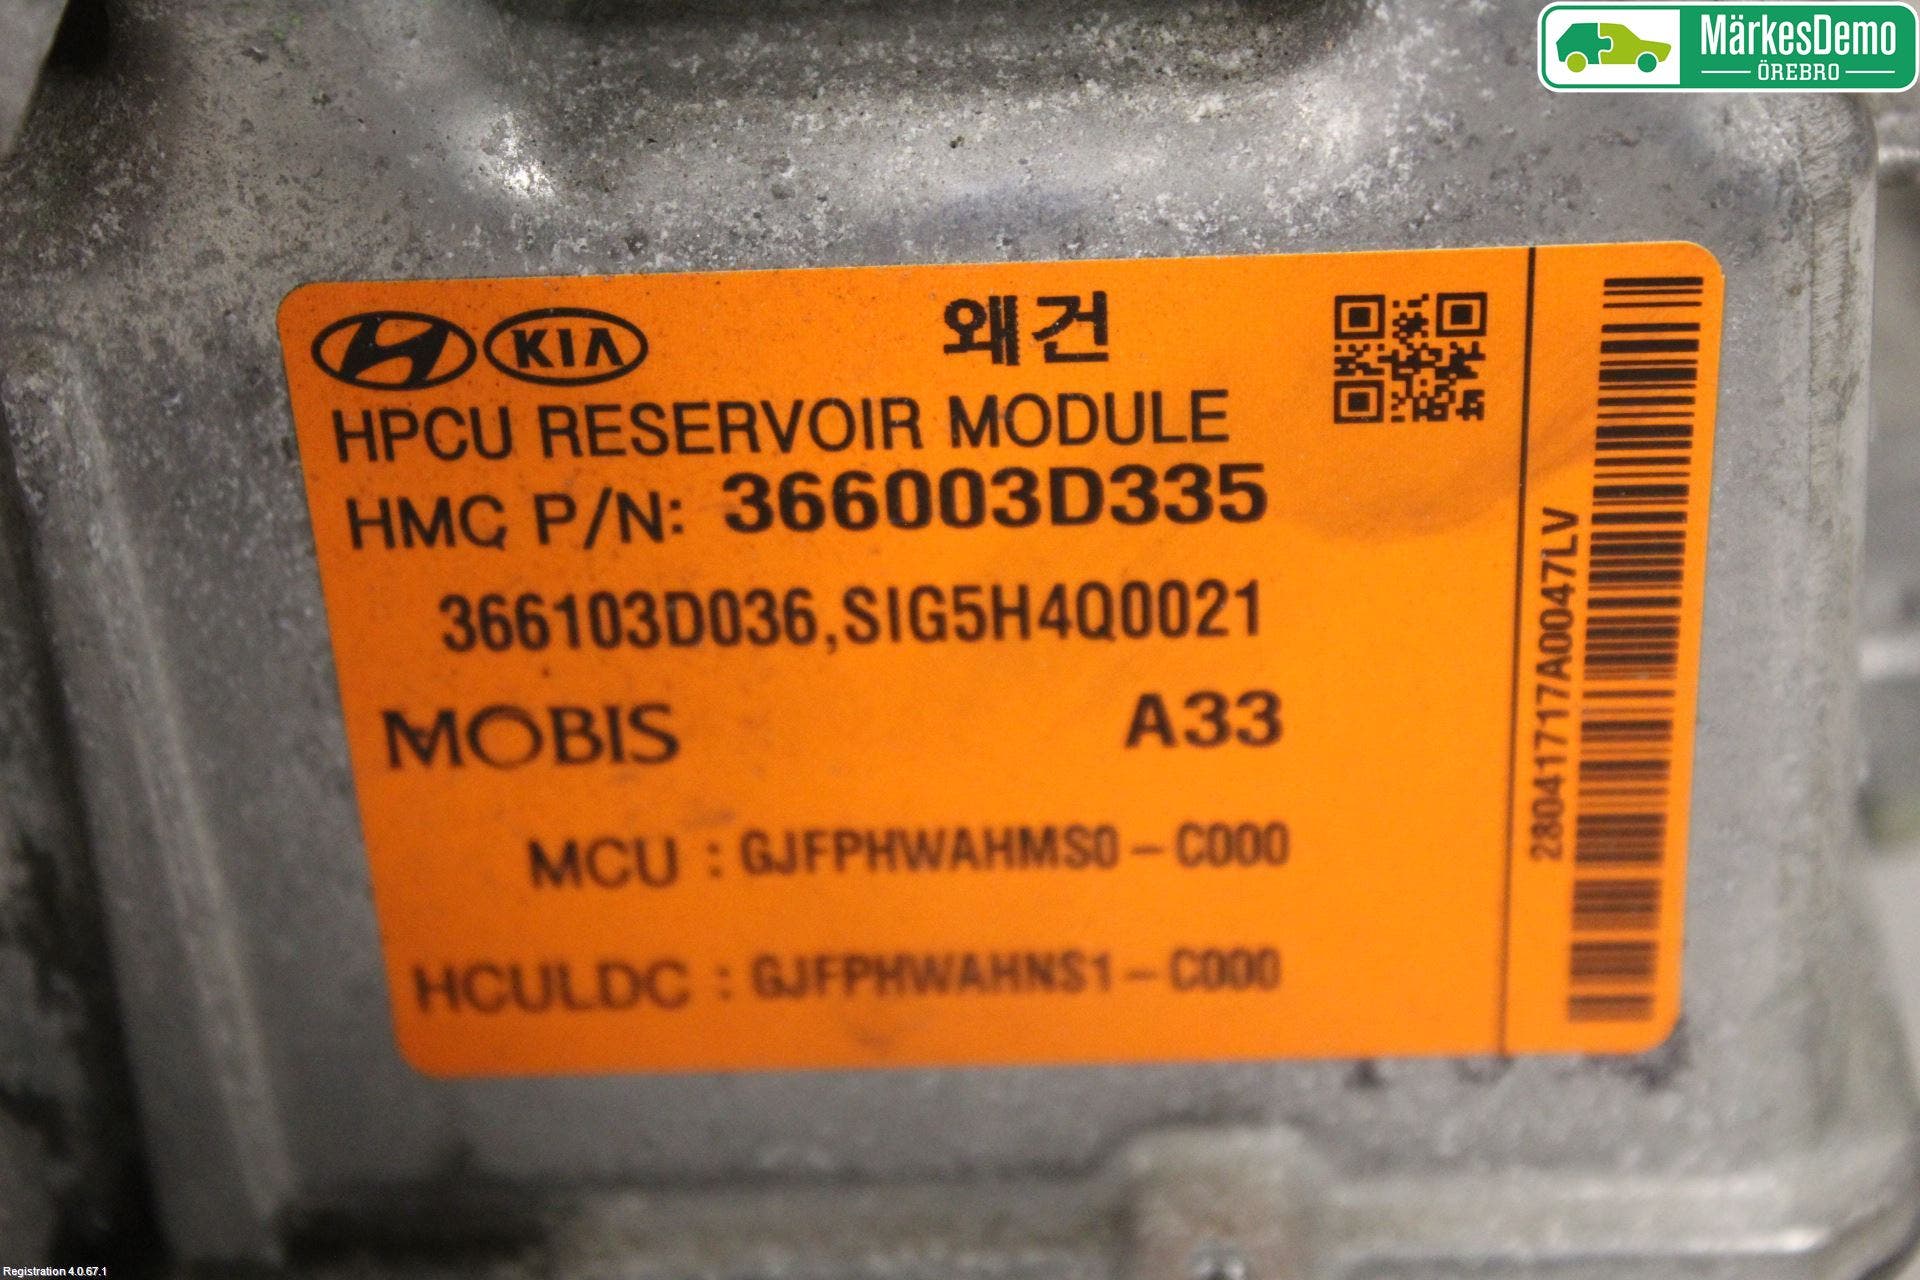 MärkesDemo
ÖREBRO
KIA
왜건
HPCU RESERVOIR MODULE
HMC P/N: 366003D335
366103D036,SIG5H4Q0021
MOBIS A33
MCU : GJFPHWAHMS0-C000
HCULDC : GJFPHWAHNS1-C000
2804171717A0047LV
Registration 4.0.67.1